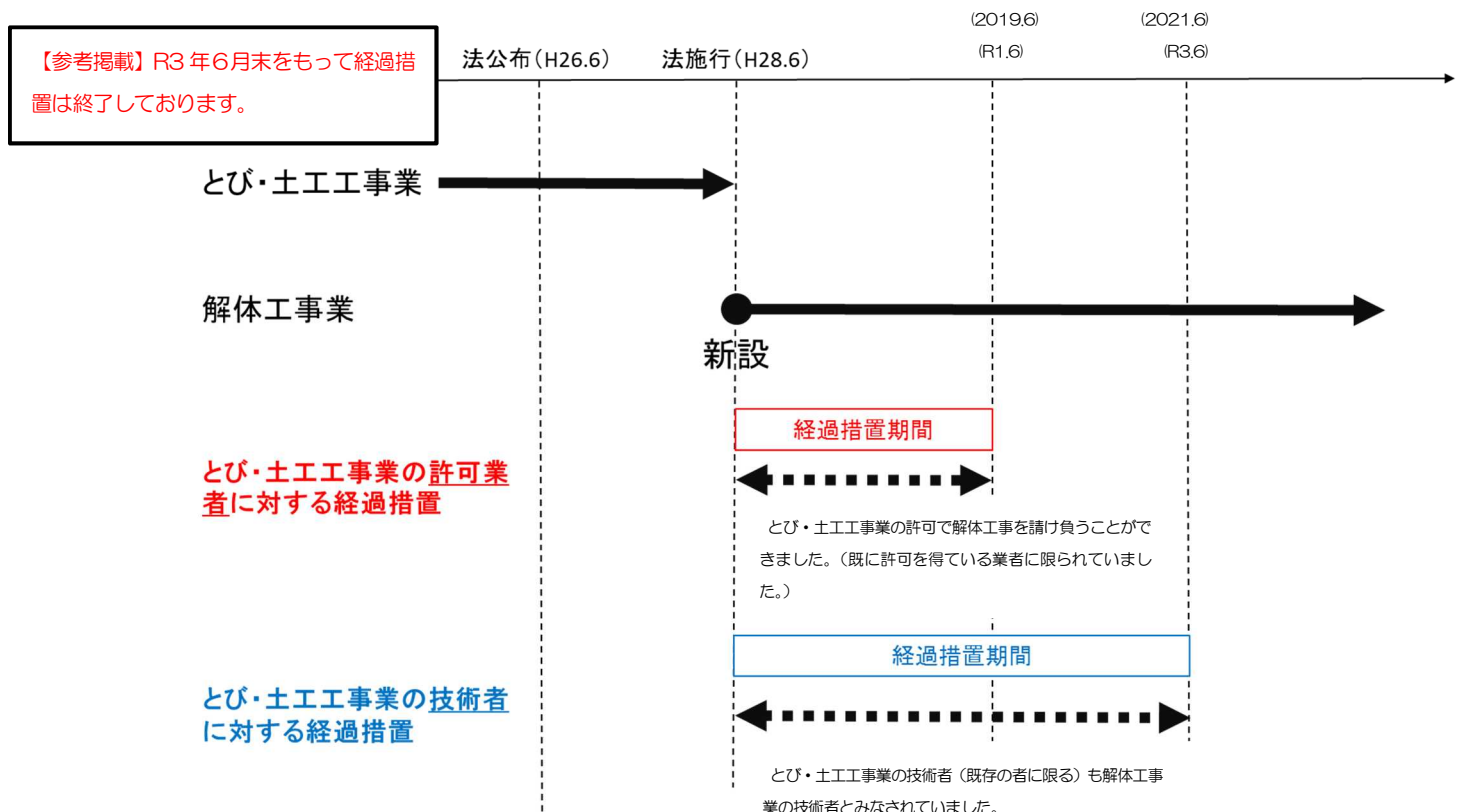 (2019.6)
(2021.6)
【参考掲載】R3年6月末をもって経過措
置は終了しております。
法公布(H26.6)
法施行(H28.6)
(R1.6)
(R3.6)
とび・土工工事業
解体工事業
新設
経過措置期間
とび・土工工事業の許可業
者に対する経過措置
とび・土工工事業の許可で解体工事を請け負うことがで
きました。（既に許可を得ている業者に限られていまし
た。）
経過措置期間
とび・土工工事業の技術者
に対する経過措置
とび・土工工事業の技術者（既存の者に限る）も解体工事
業の技術者とみなされていました。